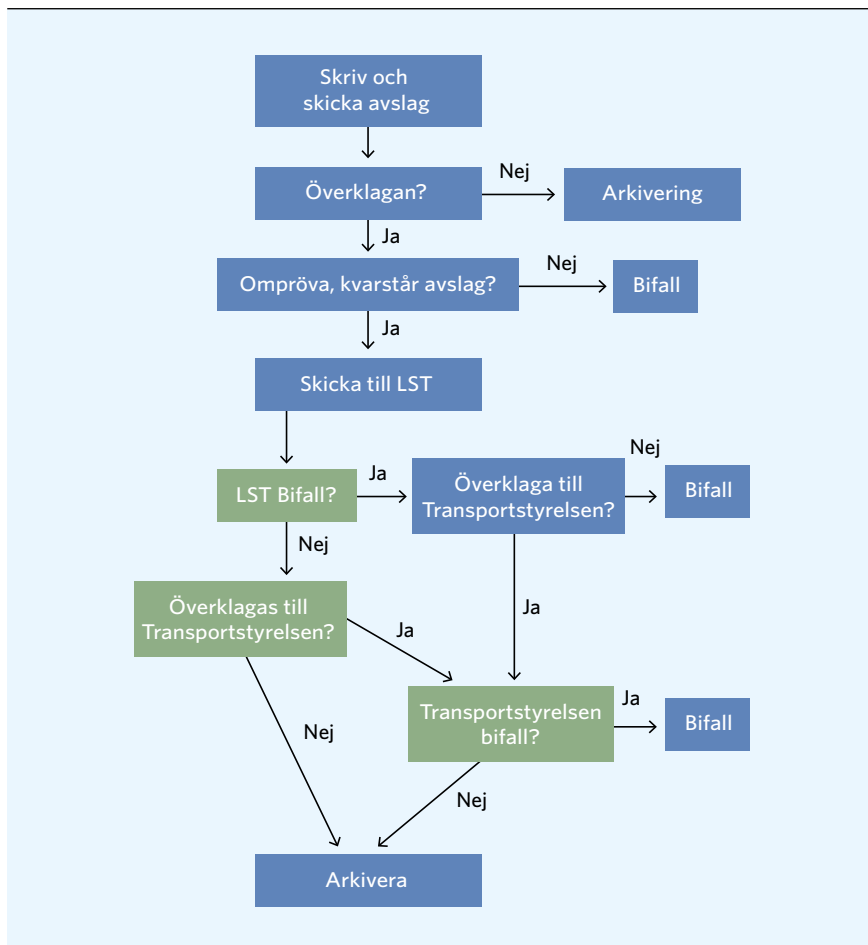 Skriv och
skicka avslag
Överklagan?
Nej
Arkivering
Ja
Ompröva, kvarstår avslag?
Nej
Bifall
Ja
Skicka till LST
LST Bifall?
Ja
Överklaga till
Transportstyrelsen?
Nej
Bifall
Nej
Ja
Överklagas till
Transportstyrelsen?
Ja
Nej
Transportstyrelsen
bifall?
Ja
Bifall
Nej
Arkivera